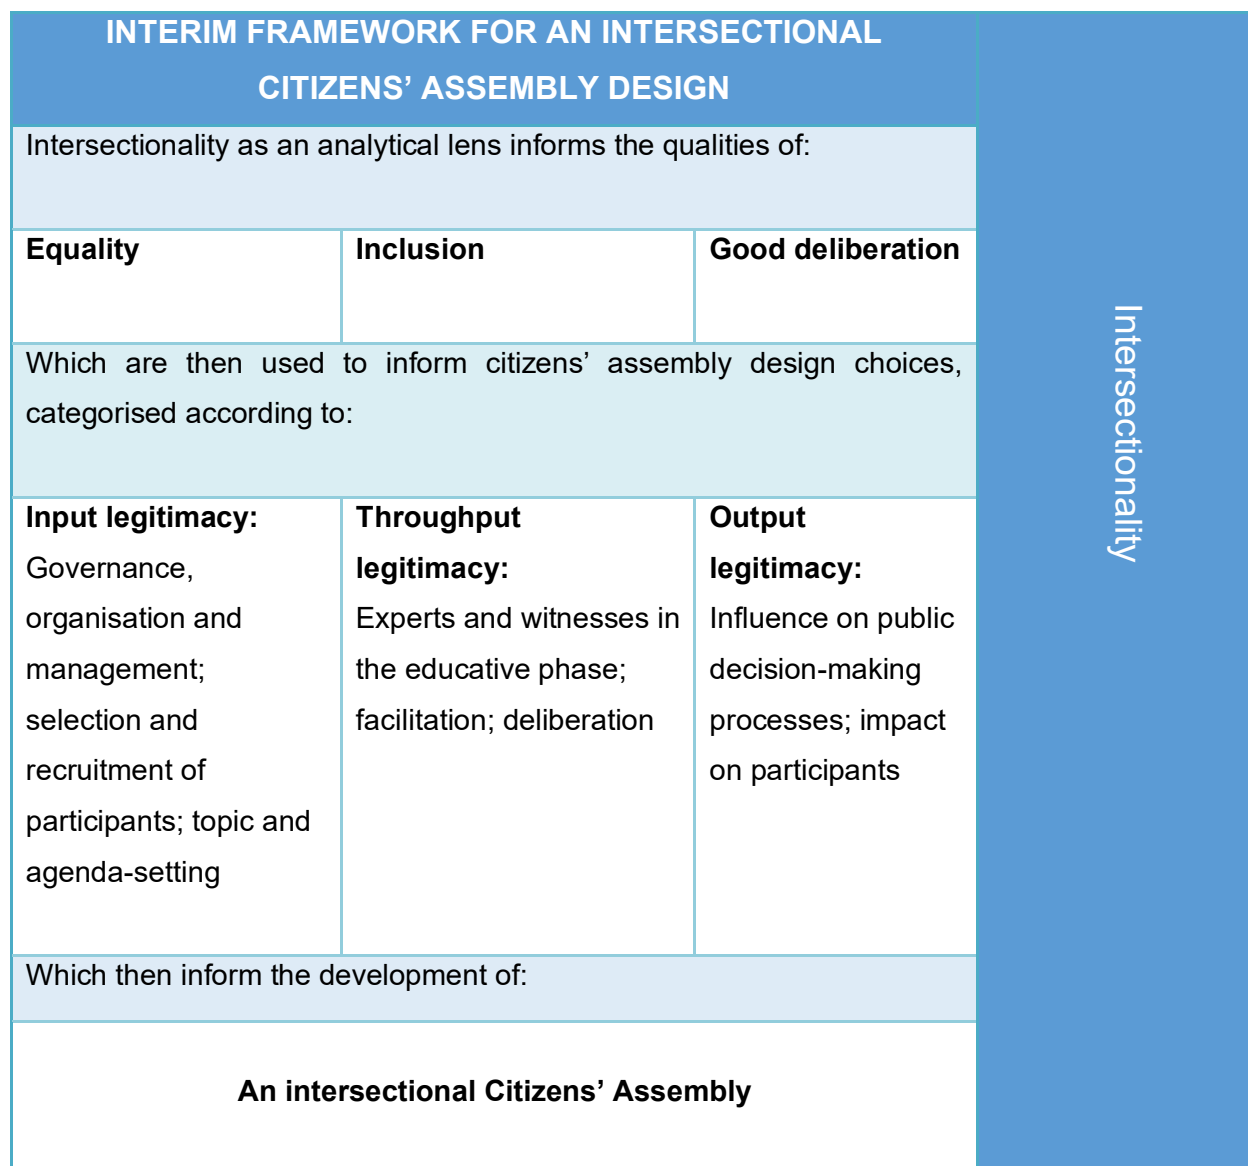 INTERIM FRAMEWORK FOR AN INTERSECTIONAL
CITIZENS’ ASSEMBLY DESIGN
Intersectionality as an analytical lens informs the qualities of:
Equality
Inclusion
Good deliberation
Which are then used to inform citizens’ assembly design choices,
categorised according to:
Input legitimacy:
Governance,
organisation and
management;
selection and
recruitment of
participants; topic and
agenda-setting
Throughput
legitimacy:
Experts and witnesses in
the educative phase;
facilitation; deliberation
Output
legitimacy:
Influence on public
decision-making
processes; impact
on participants
Which then inform the development of:
An intersectional Citizens’ Assembly
Intersectionality